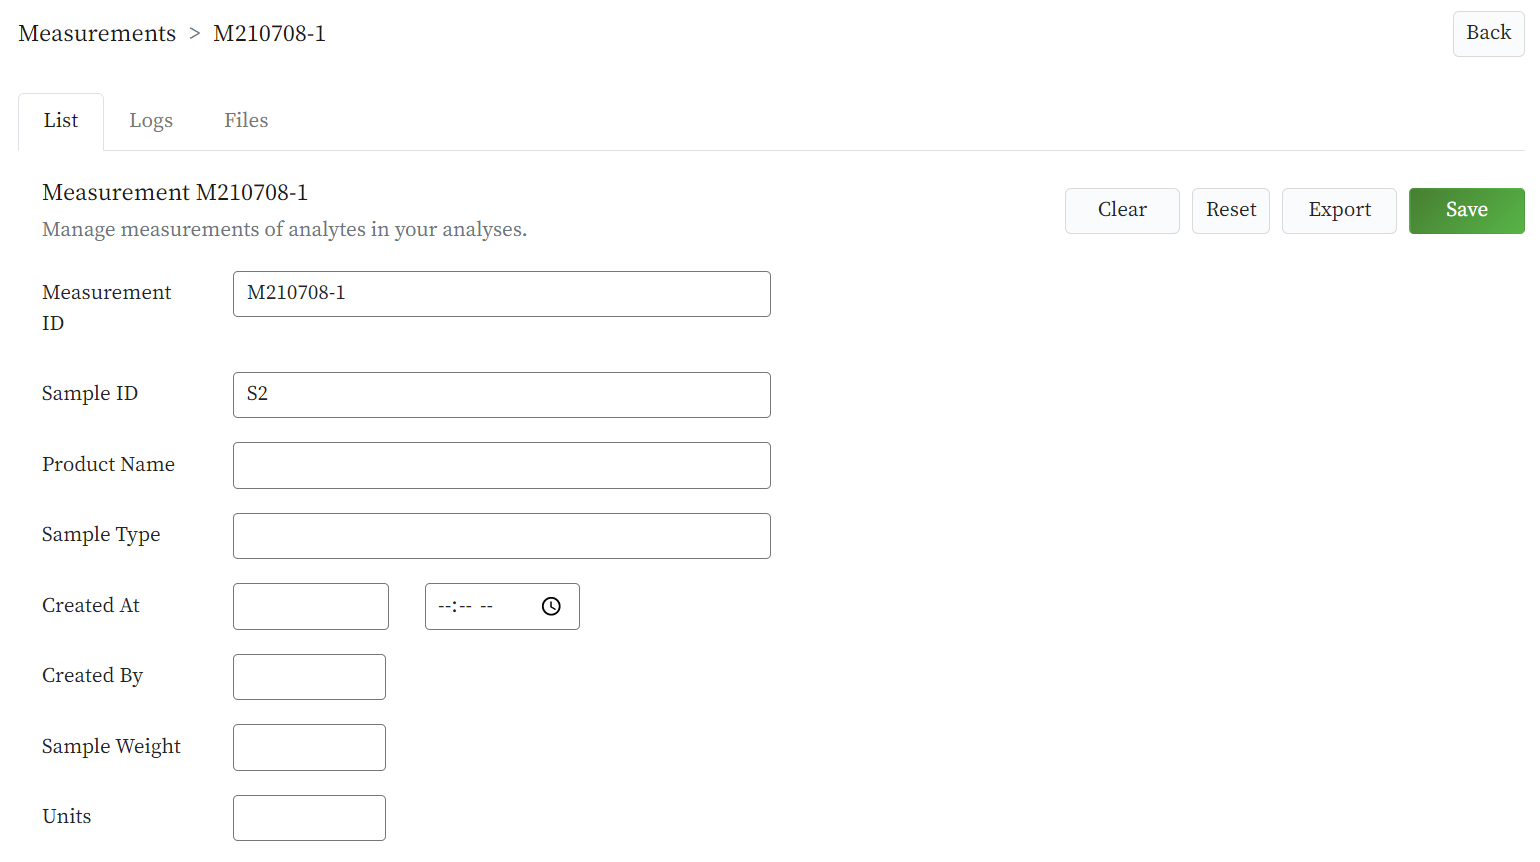 Measurements > M210708-1
Back
List Logs Files
Measurement M210708-1
Manage measurements of analytes in your analyses.
Clear Reset Export Save
Measurement
ID
M210708-1
Sample ID
S2
Product Name
Sample Type
Created At
--:-- --
Created By
Sample Weight
Units